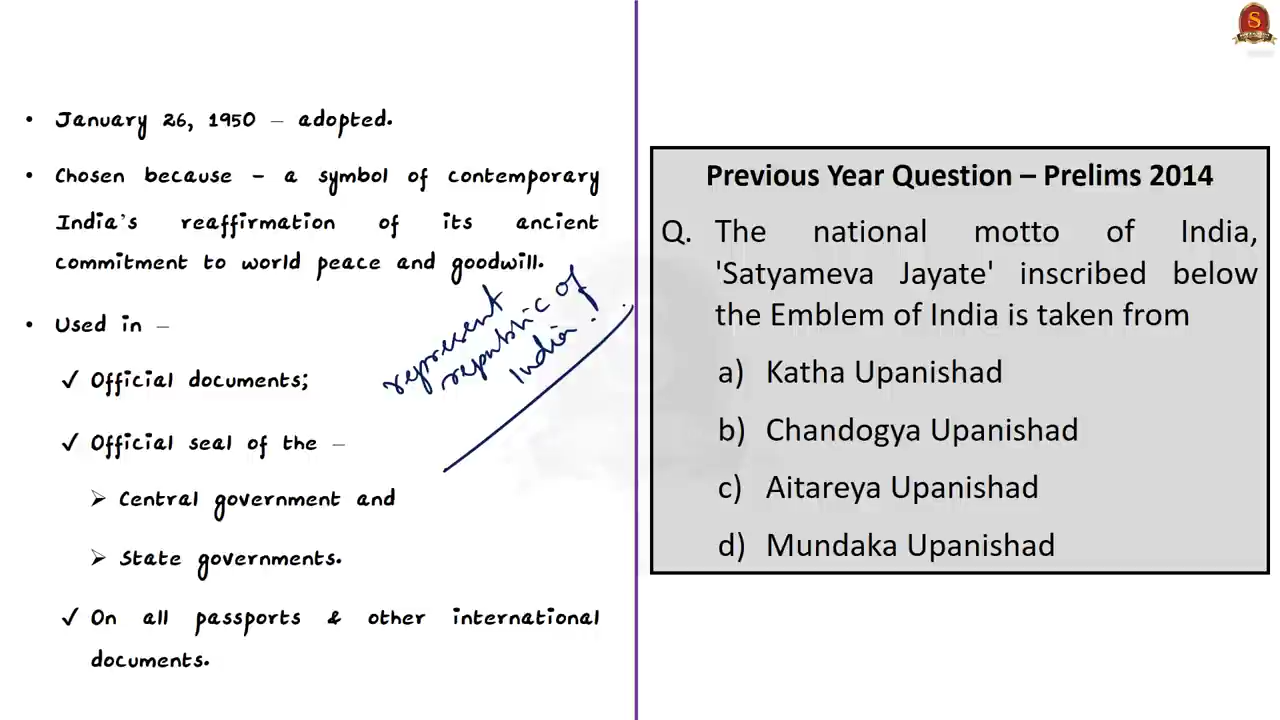 • January 26, 1950 – adopted.
• Chosen because – a symbol of contemporary
India's reaffirmation of its ancient
commitment to world peace and goodwill.
• Used in –
✓ Official documents;
✓ Official seal of the –
➢ Central government and
➢ State governments.
✓ On all passports & other international
documents.
represent
republic of
India.
S
Previous Year Question – Prelims 2014
Q. The national motto of India,
'Satyameva Jayate' inscribed below
the Emblem of India is taken from
a) Katha Upanishad
b) Chandogya Upanishad
c) Aitareya Upanishad
d) Mundaka Upanishad